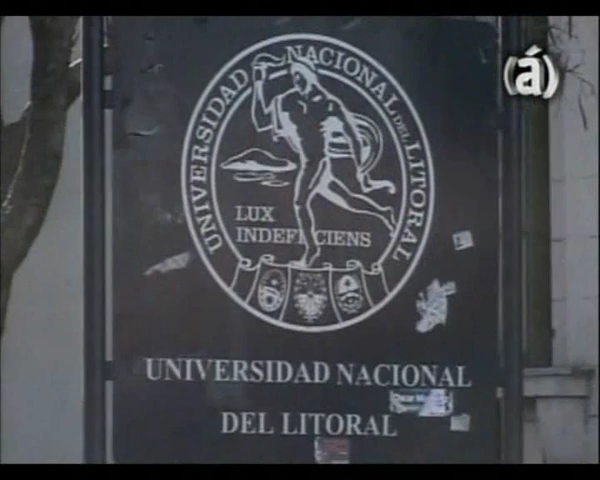 (á)
UNIVERSIDAD NACIONAL DEL LITORAL
LUX
INDEFICIENS
UNIVERSIDAD NACIONAL
DEL LITORAL